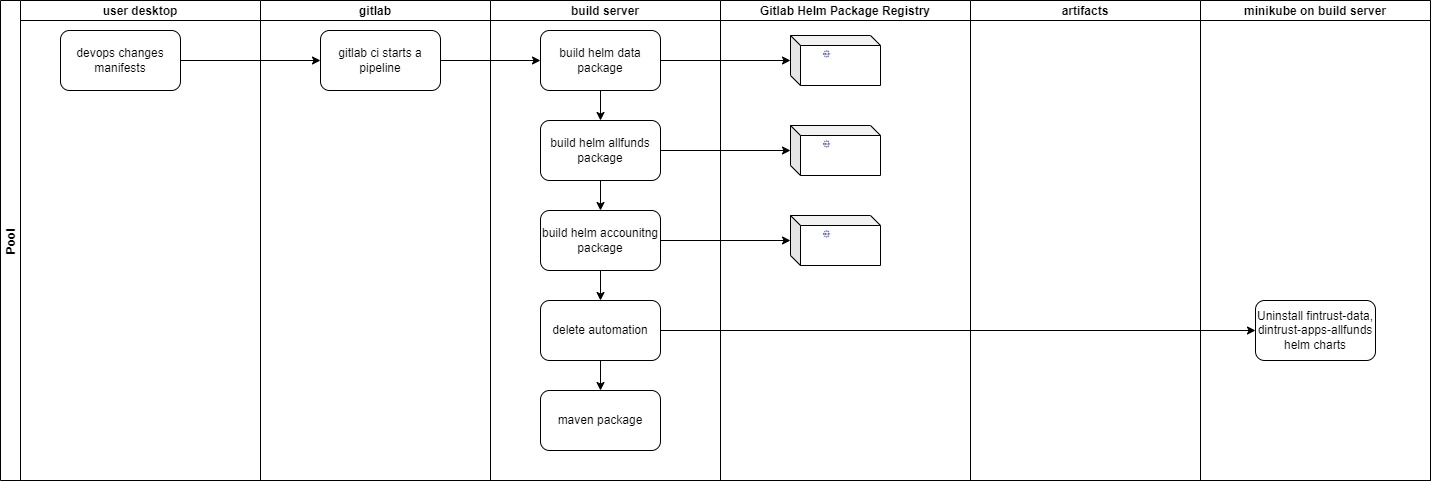 user desktop
gitlab
build server
Gitlab Helm Package Registry
artifacts
minikube on build server
Pool
devops changes
manifests
gitlab ci starts a
pipeline
build helm data
package
build helm allfunds
package
build helm accounitng
package
delete automation
Uninstall fintrust-data,
dintrust-apps-allfunds
helm charts
maven package